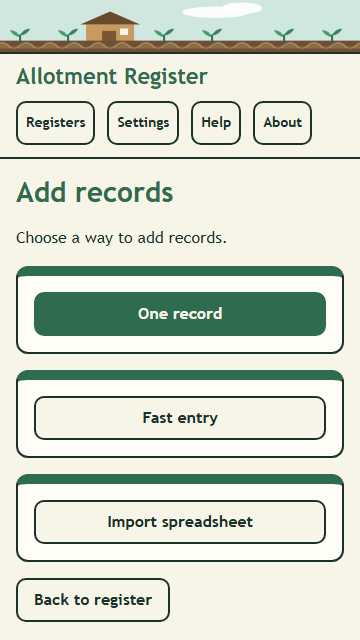 Allotment Register
Registers
Settings
Help
About
Add records
Choose a way to add records.
One record
Fast entry
Import spreadsheet
Back to register